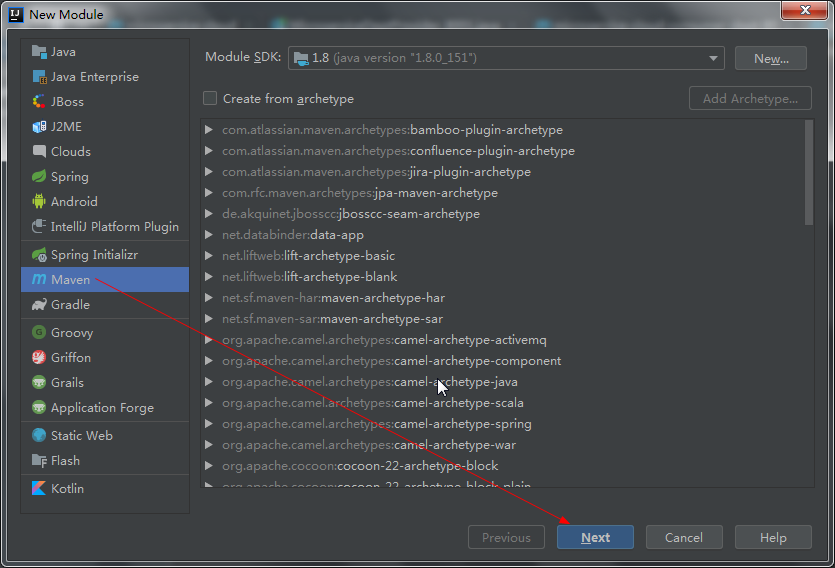 New Module
Java
Java Enterprise
JBoss
J2ME
Clouds
Spring
Android
IntelliJ Platform Plugin
Spring Initializr
Maven
Gradle
Groovy
Griffon
Grails
Application Forge
Static Web
Flash
Kotlin
Module SDK: 1.8 (java version "1.8.0_151") New...
Create from archetype Add Archetype...
com.atlassian.maven.archetypes:bamboo-plugin-archetype
com.atlassian.maven.archetypes:confluence-plugin-archetype
com.atlassian.maven.archetypes:jira-plugin-archetype
com.rfc.maven.archetypes:jpa-maven-archetype
de.akquinet.jbosscc:jbosscc-seam-archetype
net.databinder:data-app
net.liftweb:lift-archetype-basic
net.liftweb:lift-archetype-blank
net.sf.maven-har:maven-archetype-har
net.sf.maven-sar:maven-archetype-sar
org.apache.camel.archetypes:camel-archetype-activemq
org.apache.camel.archetypes:camel-archetype-component
org.apache.camel.archetypes:camel-archetype-java
org.apache.camel.archetypes:camel-archetype-scala
org.apache.camel.archetypes:camel-archetype-spring
org.apache.camel.archetypes:camel-archetype-war
org.apache.cocoon:cocoon-22-archetype-block
org.apache.cocoon:cocoon-22-archetype-block-plain
Previous Next Cancel Help